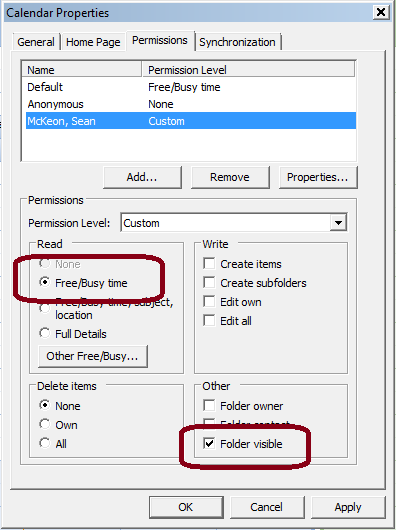 Calendar Properties
General Home Page Permissions Synchronization
Name Permission Level
Default Free/Busy time
Anonymous None
McKeon, Sean Custom
Add... Remove Properties...
Permissions
Permission Level: Custom
Read
None
Free/Busy time
Free/Busy time, subject,
location
Full Details
Other Free/Busy...
Write
Create items
Create subfolders
Edit own
Edit all
Delete items
None
Own
All
Other
Folder owner
Folder contact
Folder visible
OK Cancel Apply